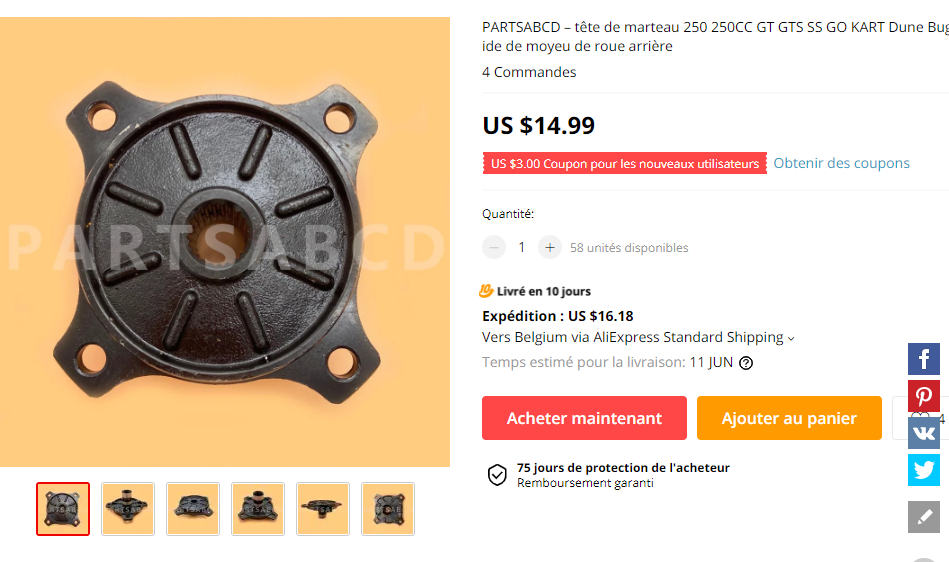 PARTSABCD – tête de marteau 250 250CC GT GTS SS GO KART Dune Bug
ide de moyeu de roue arrière
4 Commandes
US $14.99
US $3.00 Coupon pour les nouveaux utilisateurs Obtenir des coupons
Quantité:
1 58 unités disponibles
PARTSABCD
Livré en 10 jours
Expédition : US $16.18
Vers Belgium via AliExpress Standard Shipping
Temps estimé pour la livraison: 11 JUN
Acheter maintenant Ajouter au panier 4
75 jours de protection de l'acheteur
Remboursement garanti